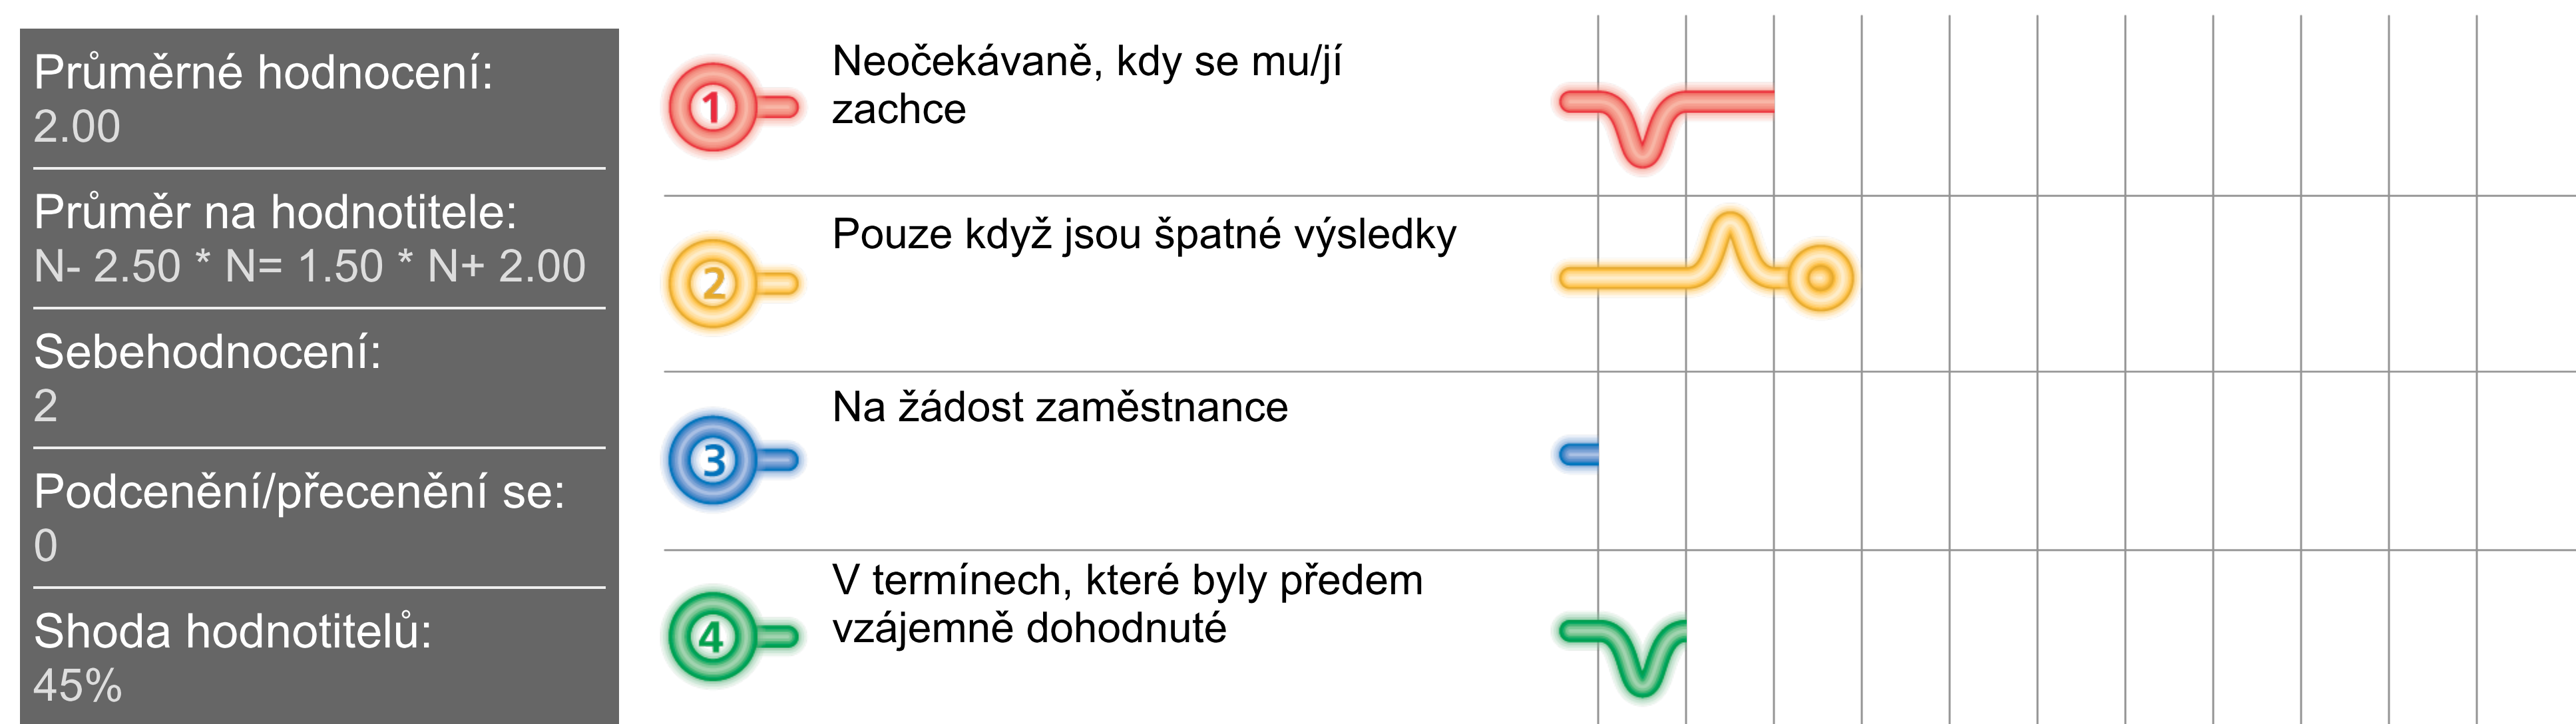 Průměrné hodnocení:
2.00
Průměr na hodnotitele:
N- 2.50 * N= 1.50 * N+ 2.00
Sebehodnocení:
2
Podcenění/přecenění se:
0
Shoda hodnotitelů:
45%
1
Neočekávaně, kdy se mu/jí
zachce
2
Pouze když jsou špatné výsledky
3
Na žádost zaměstnance
4
V termínech, které byly předem
vzájemně dohodnuté